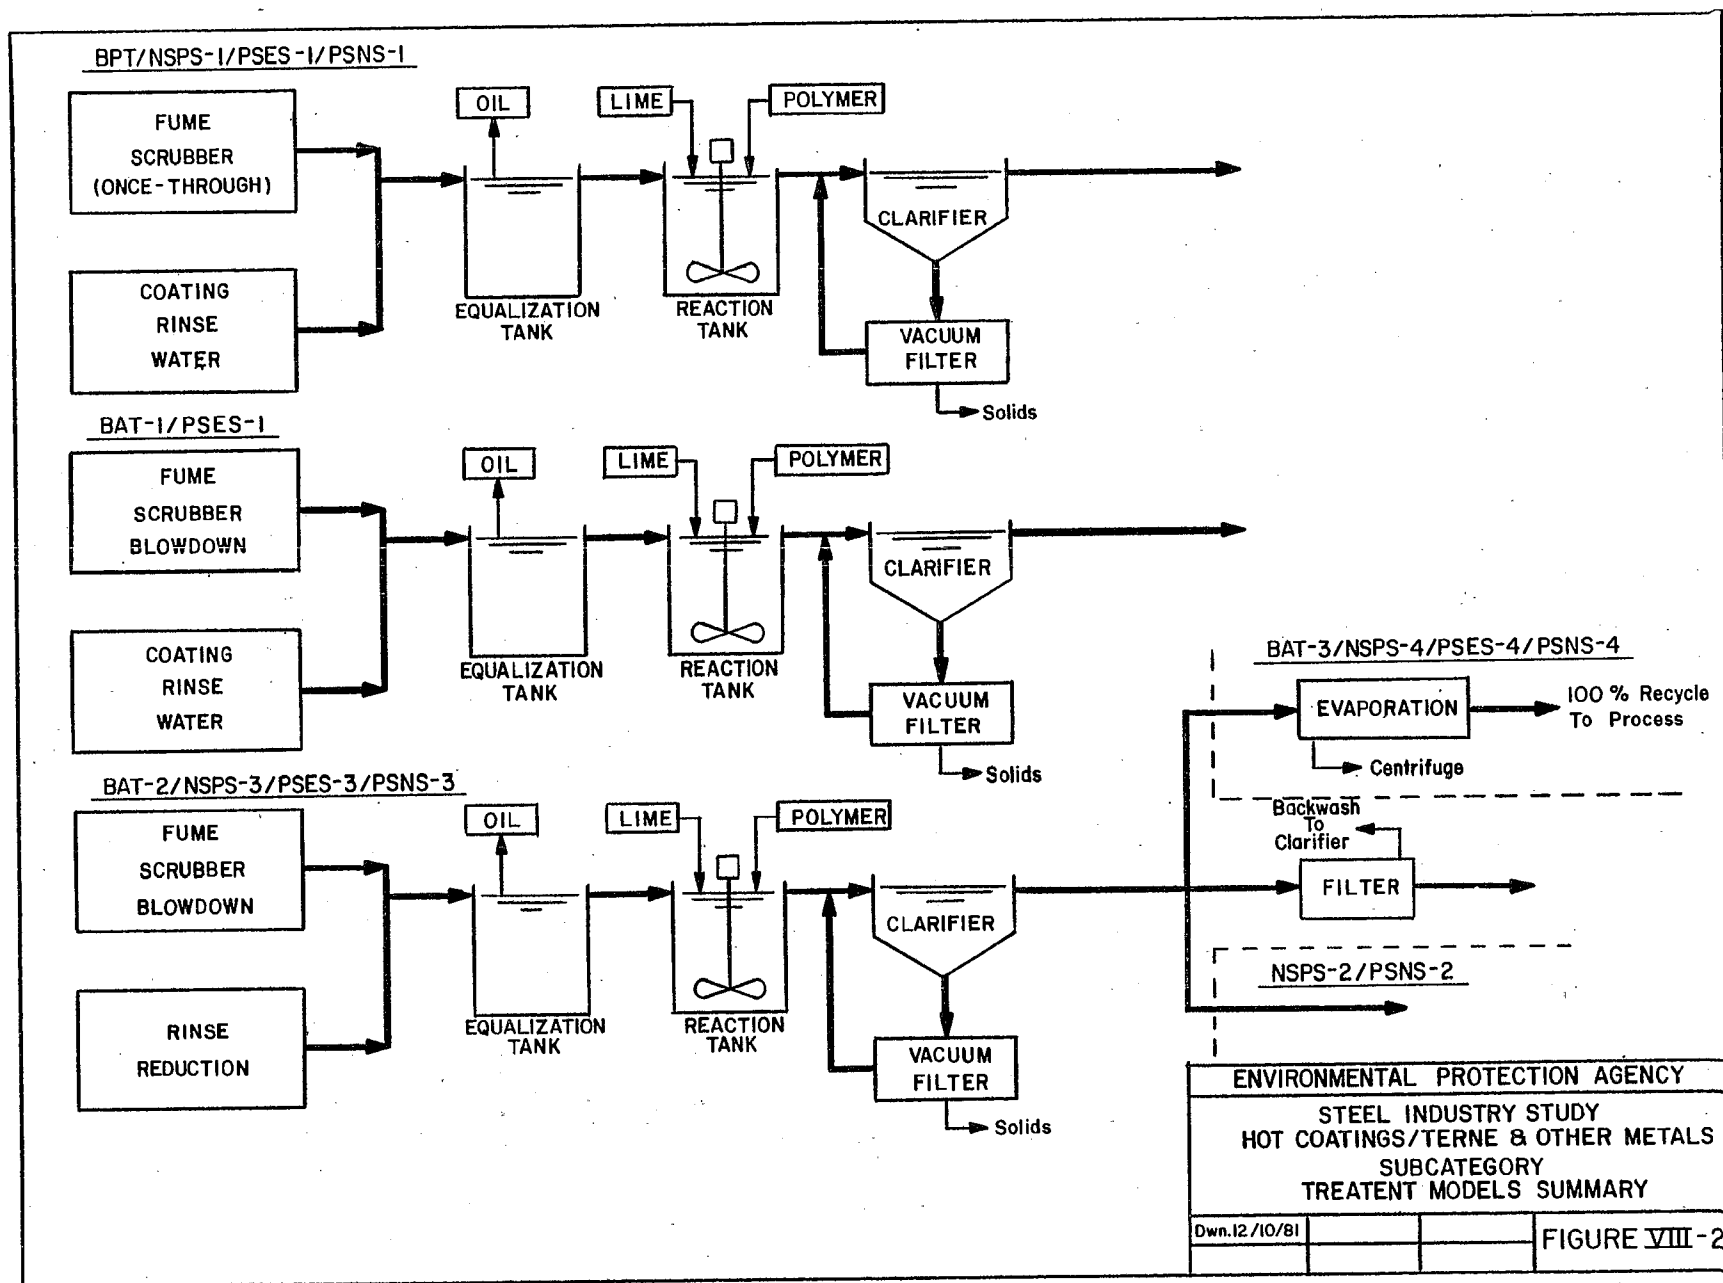 BPT/NSPS-1/PSES-1/PSNS-1
FUME
SCRUBBER
(ONCE-THROUGH)
COATING
RINSE
WATER
OIL
LIME
POLYMER
EQUALIZATION
TANK
REACTION
TANK
CLARIFIER
VACUUM
FILTER
Solids
BAT-1/PSES-1
FUME
SCRUBBER
BLOWDOWN
COATING
RINSE
WATER
OIL
LIME
POLYMER
EQUALIZATION
TANK
REACTION
TANK
CLARIFIER
VACUUM
FILTER
Solids
BAT-2/NSPS-3/PSES-3/PSNS-3
FUME
SCRUBBER
BLOWDOWN
RINSE
REDUCTION
OIL
LIME
POLYMER
EQUALIZATION
TANK
REACTION
TANK
CLARIFIER
VACUUM
FILTER
Solids
BAT-3/NSPS-4/PSES-4/PSNS-4
EVAPORATION
100 % Recycle
To Process
Centrifuge
Backwash
To
Clarifier
FILTER
NSPS-2/PSNS-2
ENVIRONMENTAL PROTECTION AGENCY
STEEL INDUSTRY STUDY
HOT COATINGS/TERNE & OTHER METALS
SUBCATEGORY
TREATENT MODELS SUMMARY
Dwn.12/10/81
FIGURE VIII-2